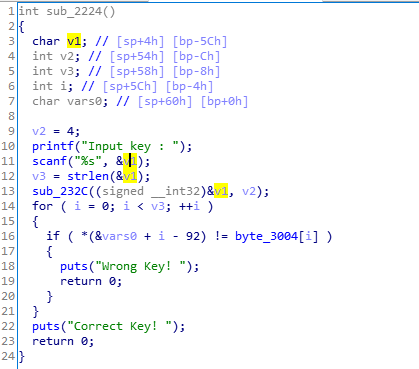 1 int sub_2224()
2 {
3 char v1; // [sp+4h] [bp-5Ch]
4 int v2; // [sp+54h] [bp-Ch]
5 int v3; // [sp+58h] [bp-8h]
6 int i; // [sp+5Ch] [bp-4h]
7 char vars0; // [sp+60h] [bp+0h]
8
9 v2 = 4;
10 printf("Input key : ");
11 scanf("%s", &v1);
12 v3 = strlen(&v1);
13 sub_232C((signed __int32)&v1, v2);
14 for ( i = 0; i < v3; ++i )
15 {
16 if ( *(&vars0 + i - 92) != byte_3004[i] )
17 {
18 puts("Wrong Key! ");
19 return 0;
20 }
21 }
22 puts("Correct Key! ");
23 return 0;
24 }